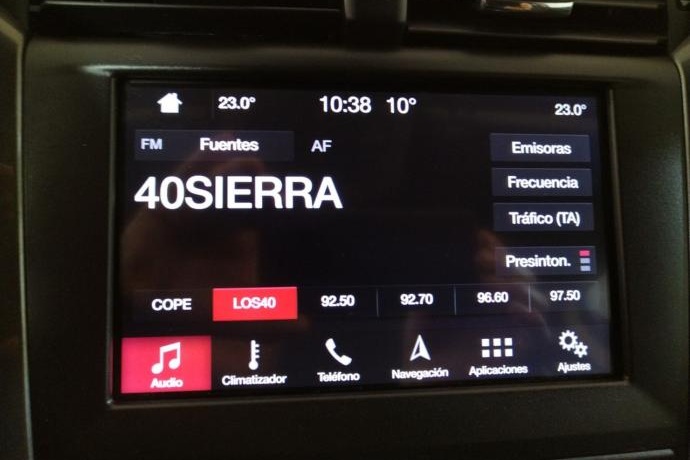 23.0° 10:38 10° 23.0°
FM Fuentes AF Emisoras
Frecuencia
40SIERRA
Tráfico (TA)
Presinton.
COPE LOS40 92.50 92.70 96.60 97.50
Audio Climatizador Teléfono Navegación Aplicaciones Ajustes